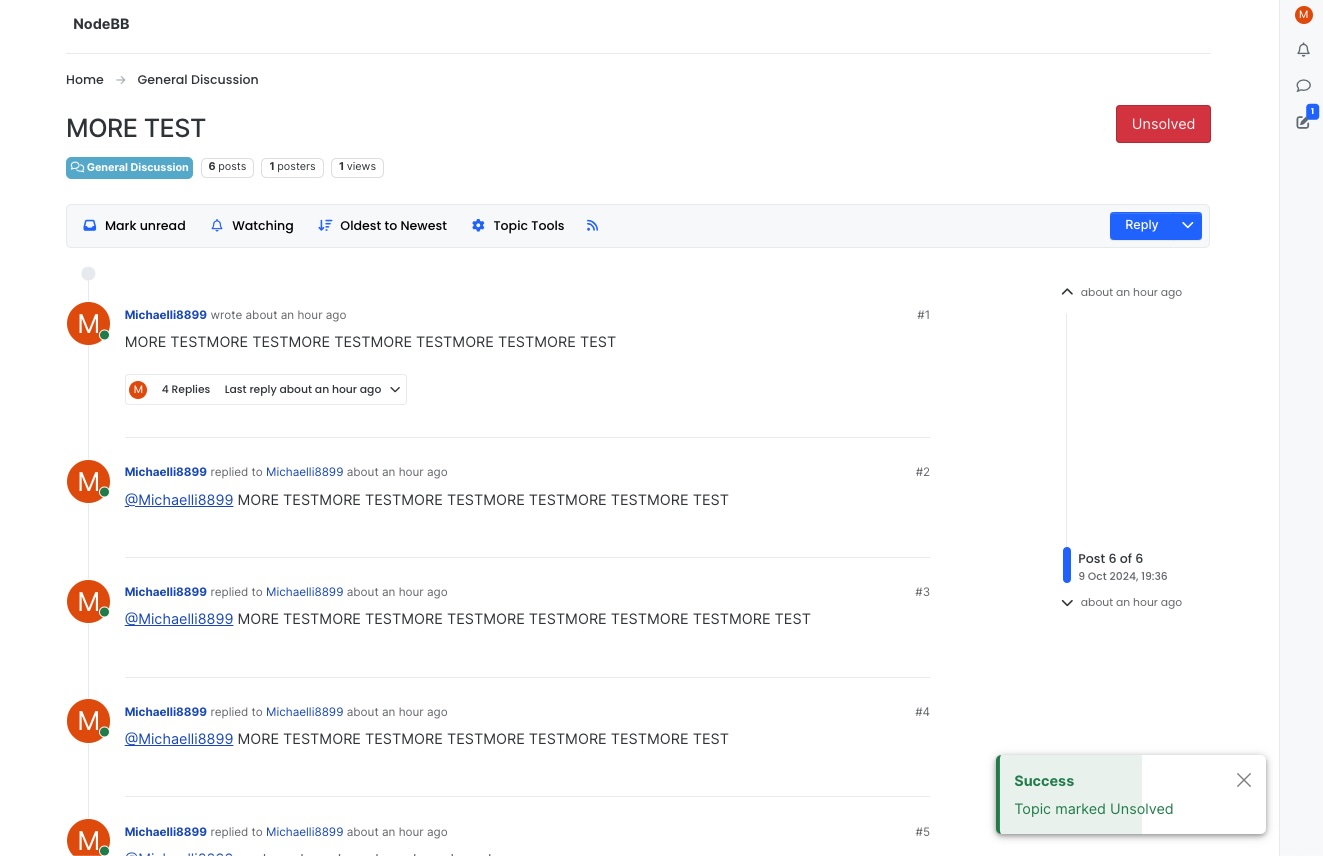 NodeBB
M
Home
General Discussion
1
MORE TEST
Unsolved
General Discussion
6 posts
1 posters
1 views
Mark unread
Watching
Oldest to Newest
Topic Tools
Reply
about an hour ago
M
Michaelli8899 wrote about an hour ago
#1
MORE TESTMORE TESTMORE TESTMORE TESTMORE TESTMORE TEST
M
4 Replies
Last reply about an hour ago
M
Michaelli8899 replied to Michaelli8899 about an hour ago
#2
@Michaelli8899 MORE TESTMORE TESTMORE TESTMORE TESTMORE TESTMORE TEST
Post 6 of 6
9 Oct 2024, 19:36
about an hour ago
M
Michaelli8899 replied to Michaelli8899 about an hour ago
#3
@Michaelli8899 MORE TESTMORE TESTMORE TESTMORE TESTMORE TESTMORE TESTMORE TEST
M
Michaelli8899 replied to Michaelli8899 about an hour ago
#4
@Michaelli8899 MORE TESTMORE TESTMORE TESTMORE TESTMORE TESTMORE TEST
Success
Topic marked Unsolved
M
Michaelli8899 replied to Michaelli8899 about an hour ago
#5
@Michaelli8899